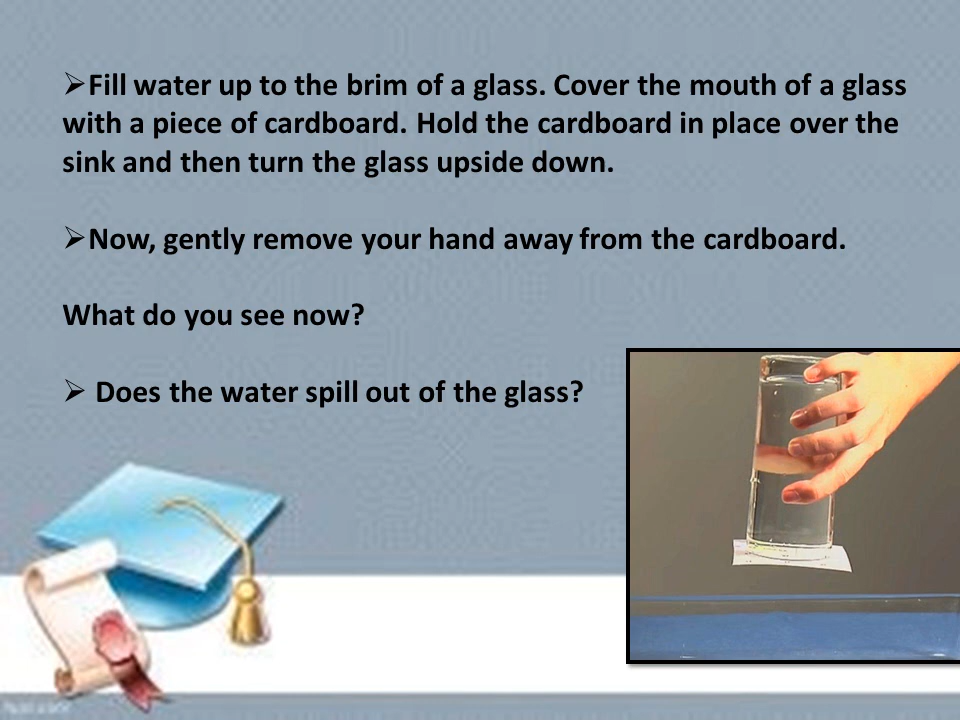 ➢Fill water up to the brim of a glass. Cover the mouth of a glass
with a piece of cardboard. Hold the cardboard in place over the
sink and then turn the glass upside down.
➢Now, gently remove your hand away from the cardboard.
What do you see now?
➢ Does the water spill out of the glass?